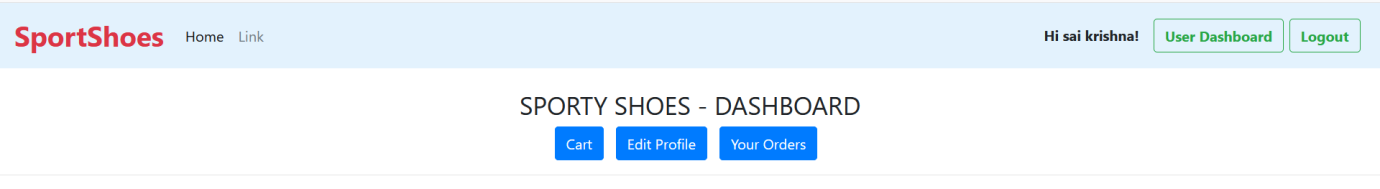 SportShoes Home Link Hi sai krishna! User Dashboard Logout
SPORTY SHOES - DASHBOARD
Cart Edit Profile Your Orders